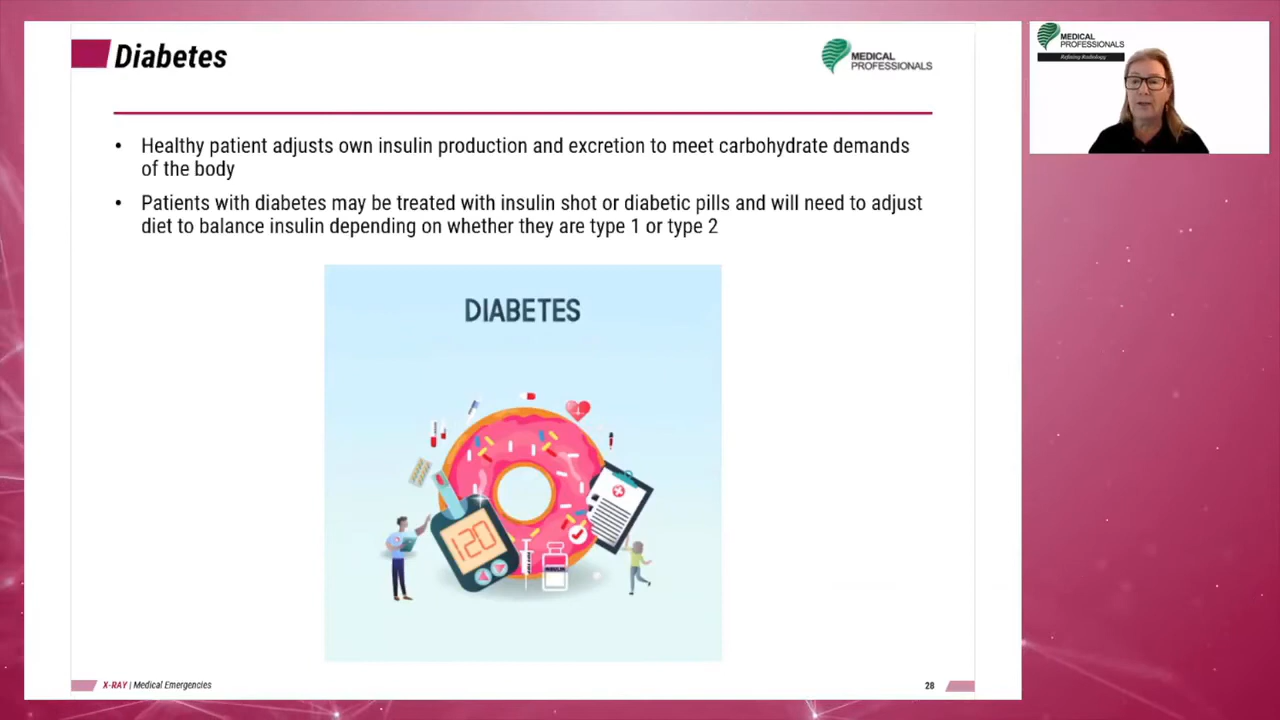 Diabetes
MEDICAL
PROFESSIONALS
• Healthy patient adjusts own insulin production and excretion to meet carbohydrate demands
of the body
• Patients with diabetes may be treated with insulin shot or diabetic pills and will need to adjust
diet to balance insulin depending on whether they are type 1 or type 2
DIABETES
120
INSULIN
X-RAY | Medical Emergencies
28
MEDICAL
PROFESSIONALS
Refining Radiology